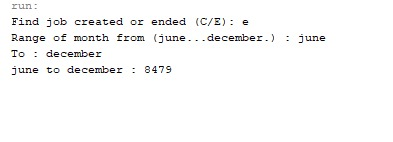 run:
Find job created or ended (C/E): e
Range of month from (june...december.) : june
To : december
june to december : 8479